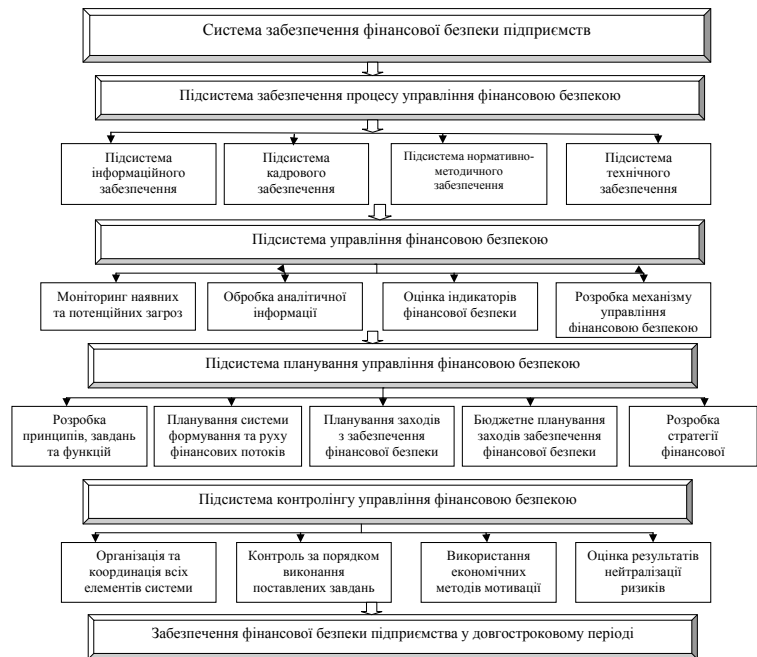 Система забезпечення фінансової безпеки підприємств
Підсистема забезпечення процесу управління фінансовою безпекою
Підсистема
інформаційного
забезпечення
Підсистема
кадрового
забезпечення
Підсистема нормативно-
методичного
забезпечення
Підсистема
технічного
забезпечення
Підсистема управління фінансовою безпекою
Моніторинг наявних
та потенційних загроз
Обробка аналітичної
інформації
Оцінка індикаторів
фінансової безпеки
Розробка механізму
управління
фінансовою безпекою
Підсистема планування управління фінансовою безпекою
Розробка
принципів, завдань
та функцій
Планування системи
формування та руху
фінансових потоків
Планування заходів
з забезпечення
фінансової безпеки
Бюджетне планування
заходів забезпечення
фінансової безпеки
Розробка
стратегії
фінансової
Підсистема контролінгу управління фінансовою безпекою
Організація та
координація всіх
елементів системи
Контроль за порядком
виконання
поставлених завдань
Використання
економічних
методів мотивації
Оцінка результатів
нейтралізації
ризиків
Забезпечення фінансової безпеки підприємства у довгостроковому періоді